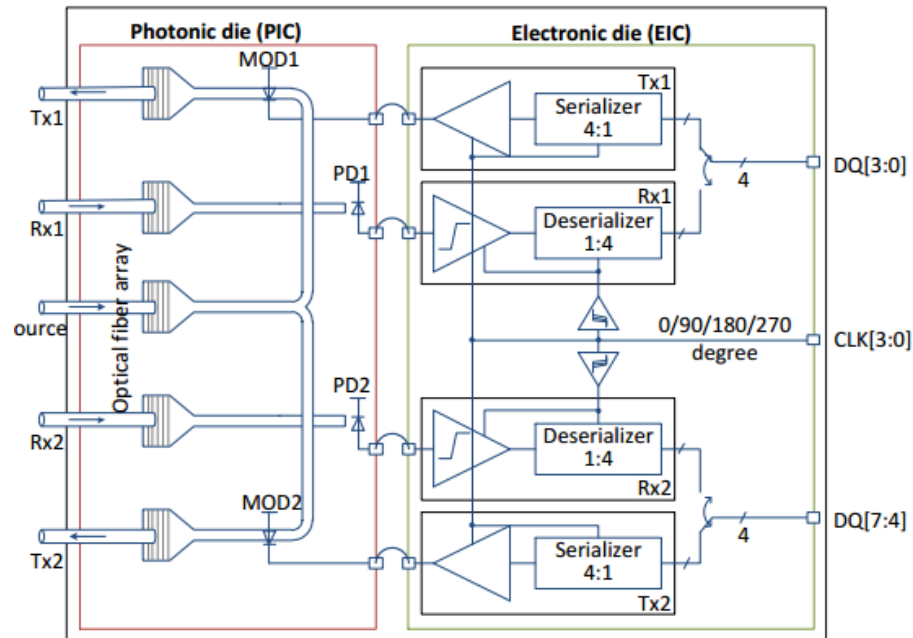 Photonic die (PIC)
Electronic die (EIC)
MOD1
Tx1
Serializer
4:1
Tx1
4
DQ[3:0]
PD1
Rx1
Deserializer
1:4
Rx1
Optical fiber array
ource
0/90/180/270
degree
CLK[3:0]
PD2
Rx2
Deserializer
1:4
Rx2
MOD2
4
DQ[7:4]
Tx2
Serializer
4:1
Tx2